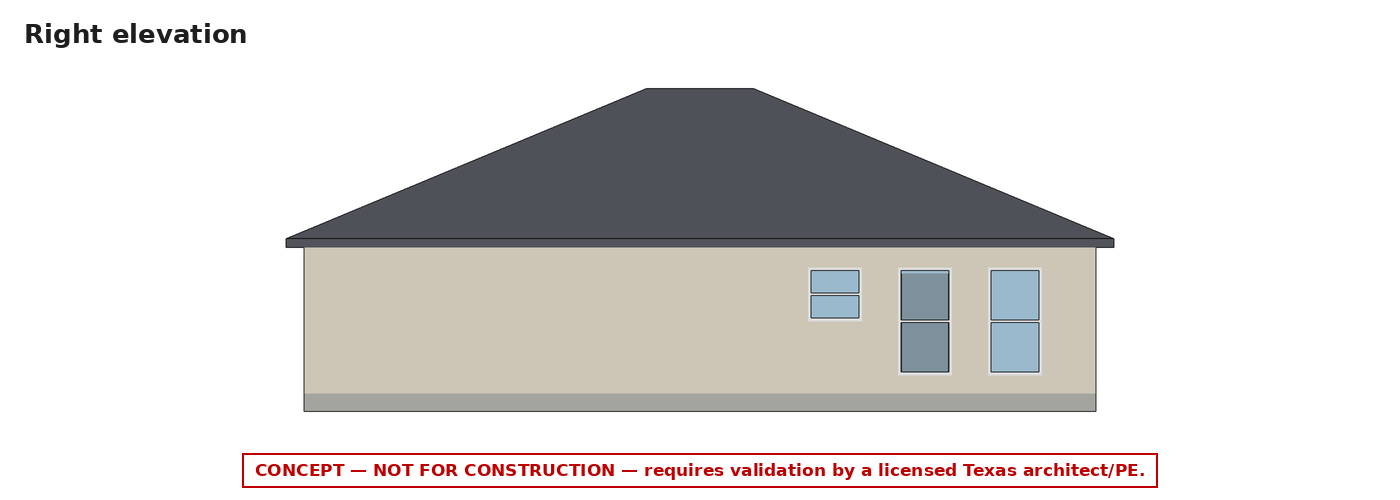 Right elevation
CONCEPT — NOT FOR CONSTRUCTION — requires validation by a licensed Texas architect/PE.